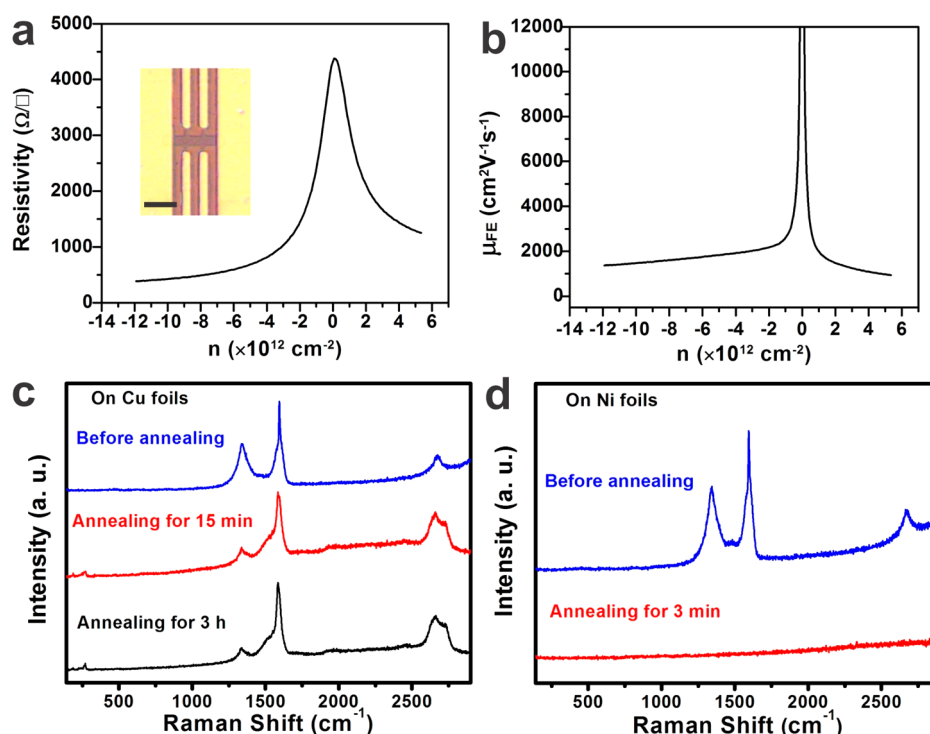 a
5000
4000
3000
2000
1000
0
Resistivity (Ω/□)
-14 -12 -10 -8 -6 -4 -2 0 2 4 6
n (×10¹² cm⁻²)
b
12000
10000
8000
6000
4000
2000
0
μFE (cm²V⁻¹s⁻¹)
-14 -12 -10 -8 -6 -4 -2 0 2 4 6
n (×10¹² cm⁻²)
c
On Cu foils
Before annealing
Annealing for 15 min
Annealing for 3 h
Intensity (a. u.)
500 1000 1500 2000 2500
Raman Shift (cm⁻¹)
d
On Ni foils
Before annealing
Annealing for 3 min
Intensity (a. u.)
500 1000 1500 2000 2500
Raman Shift (cm⁻¹)